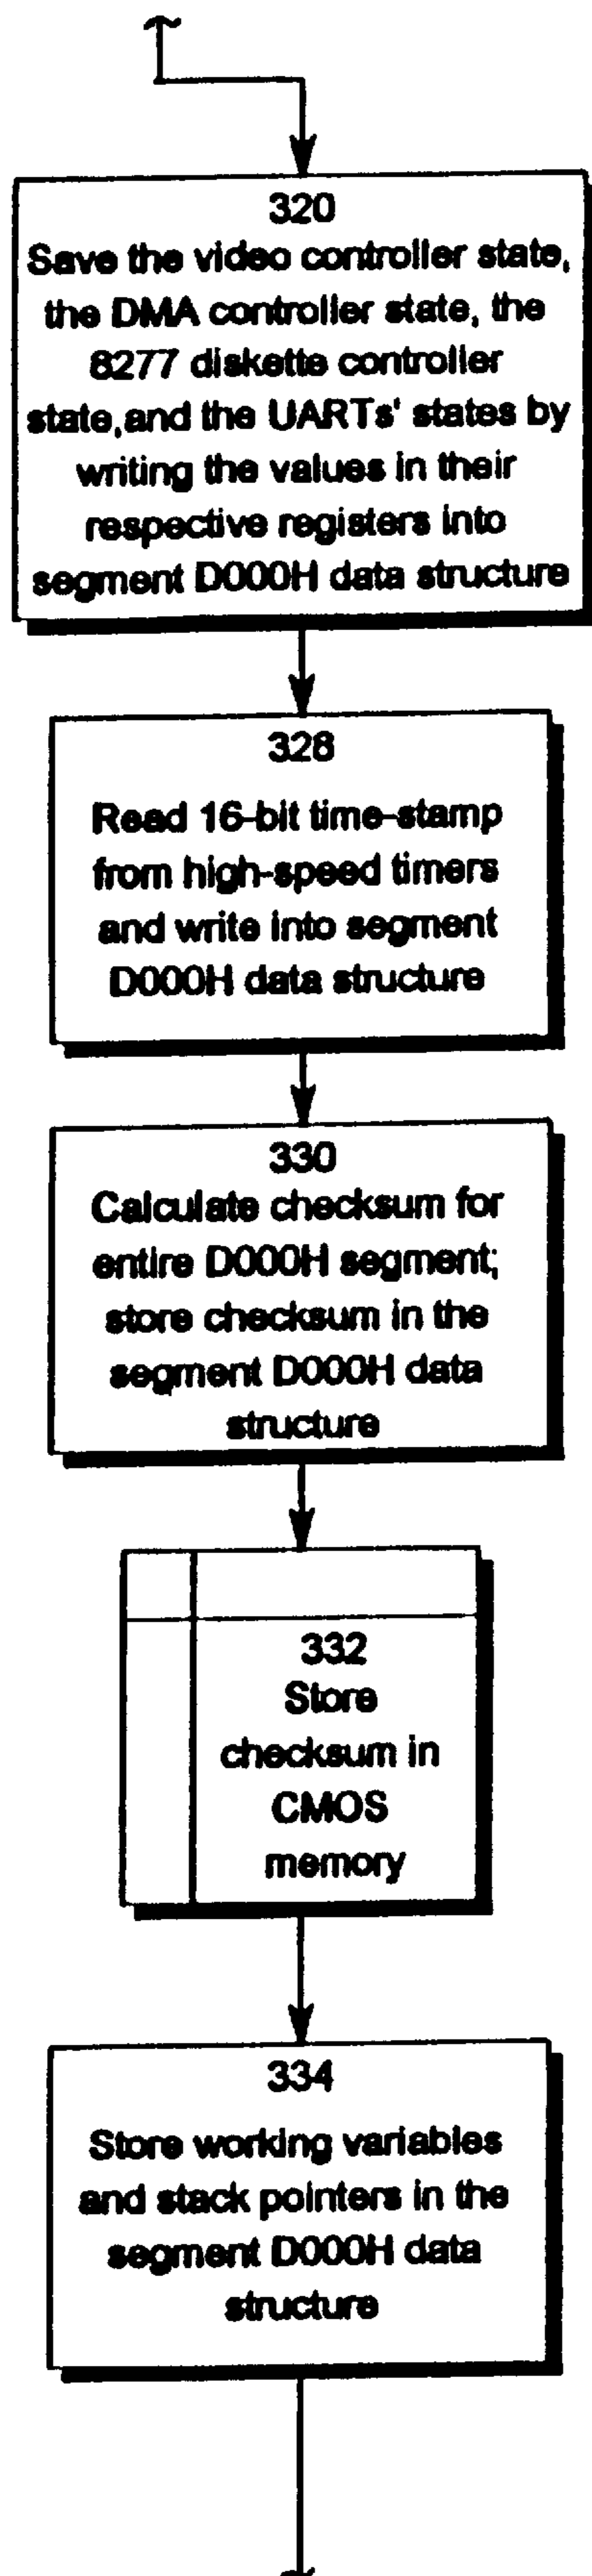 320
Save the video controller state,
the DMA controller state, the
8277 diskette controller
state,and the UARTs' states by
writing the values in their
respective registers into
segment D000H data structure
328
Read 16-bit time-stamp
from high-speed timers
and write into segment
D000H data structure
330
Calculate checksum for
entire D000H segment;
store checksum in the
segment D000H data
structure
332
Store
checksum in
CMOS
memory
334
Store working variables
and stack pointers in the
segment D000H data
structure